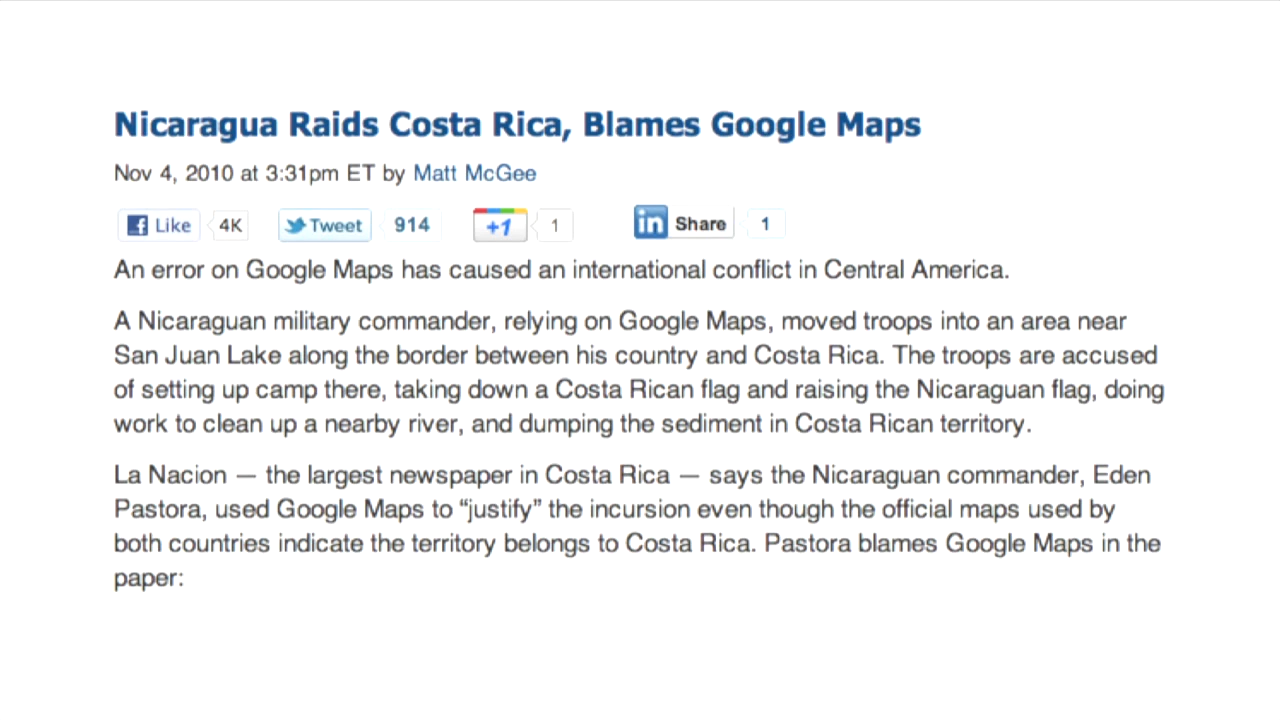 Nicaragua Raids Costa Rica, Blames Google Maps
Nov 4, 2010 at 3:31pm ET by Matt McGee
f Like 4K Tweet 914 +1 1 in Share 1
An error on Google Maps has caused an international conflict in Central America.
A Nicaraguan military commander, relying on Google Maps, moved troops into an area near
San Juan Lake along the border between his country and Costa Rica. The troops are accused
of setting up camp there, taking down a Costa Rican flag and raising the Nicaraguan flag, doing
work to clean up a nearby river, and dumping the sediment in Costa Rican territory.
La Nacion — the largest newspaper in Costa Rica — says the Nicaraguan commander, Eden
Pastora, used Google Maps to “justify” the incursion even though the official maps used by
both countries indicate the territory belongs to Costa Rica. Pastora blames Google Maps in the
paper: